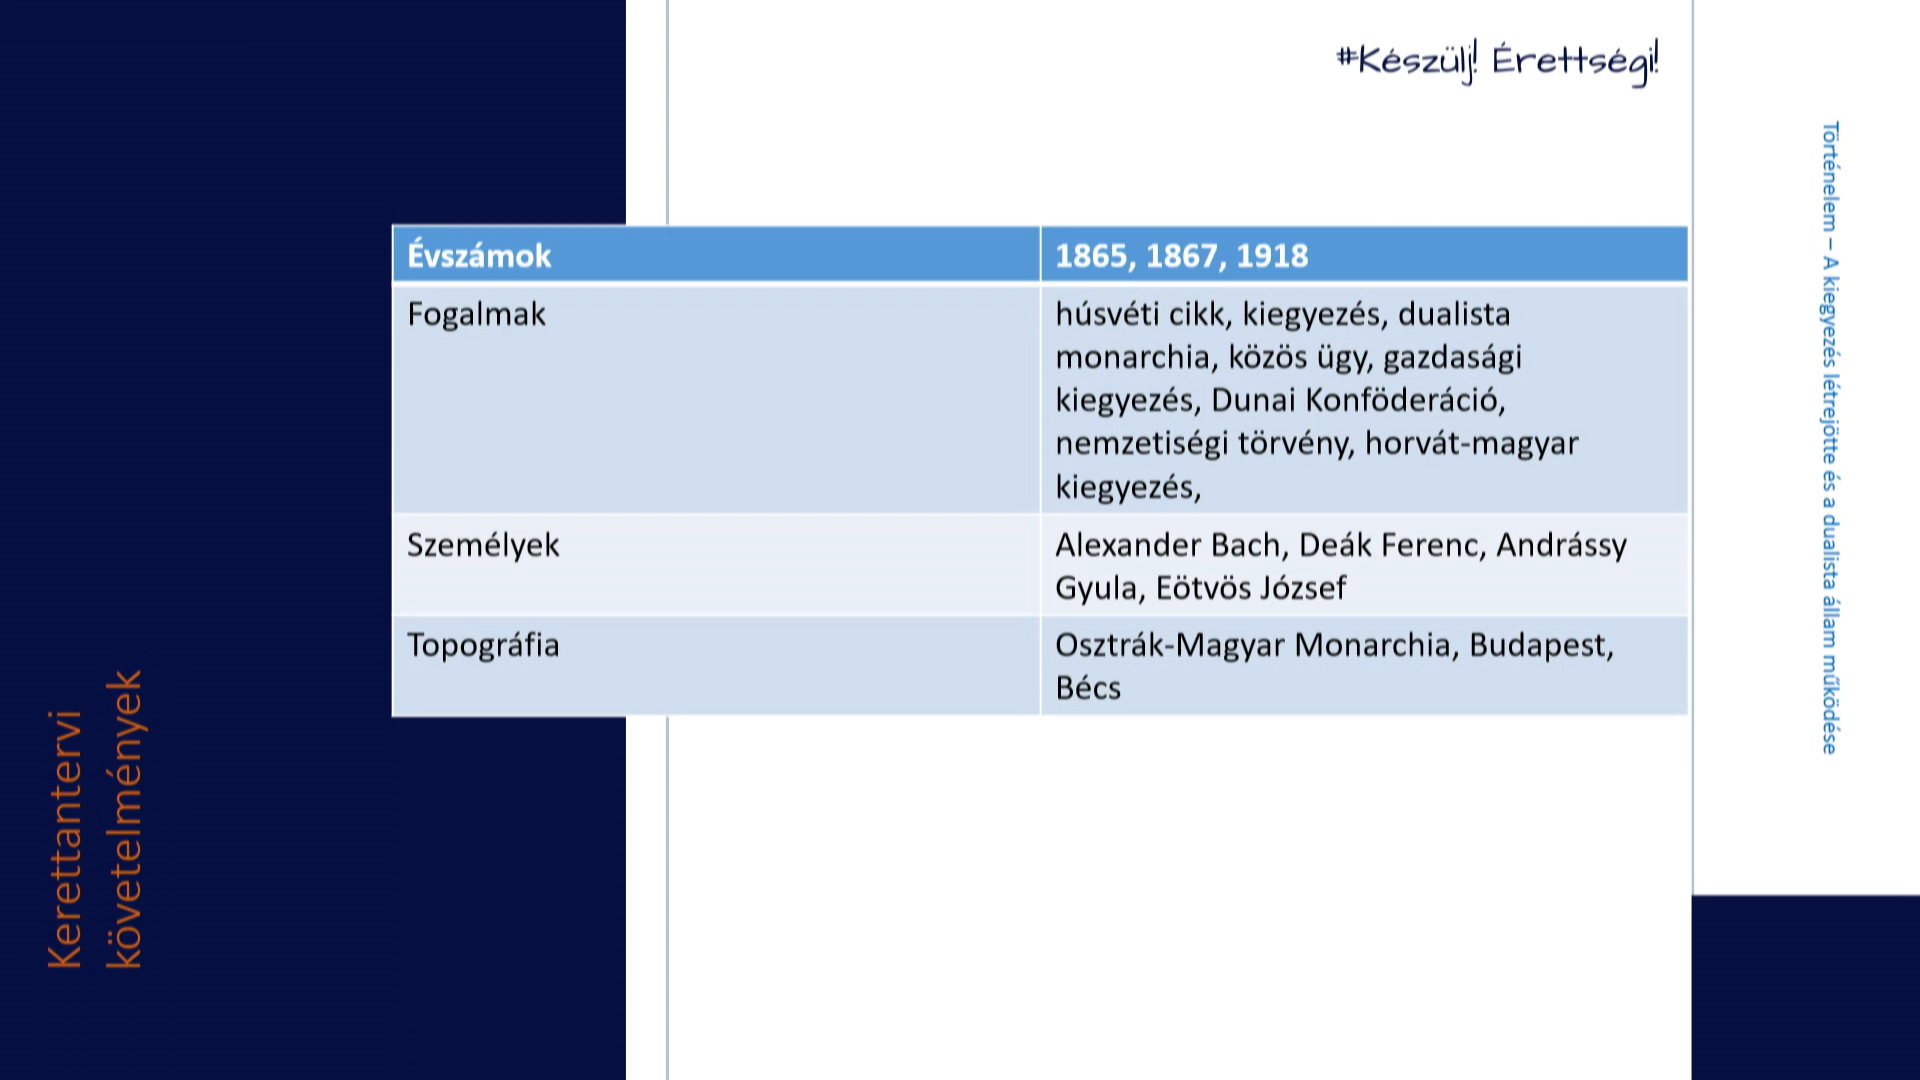 #Készülj! Érettségi!
Évszámok
1865, 1867, 1918
Fogalmak
húsvéti cikk, kiegyezés, dualista
monarchia, közös ügy, gazdasági
kiegyezés, Dunai Konföderáció,
nemzetiségi törvény, horvát-magyar
kiegyezés,
Személyek
Alexander Bach, Deák Ferenc, Andrássy
Gyula, Eötvös József
Topográfia
Osztrák-Magyar Monarchia, Budapest,
Bécs
Kerettantervi
követelmények
Történelem – A kiegyezés létrejötte és a dualista állam működése